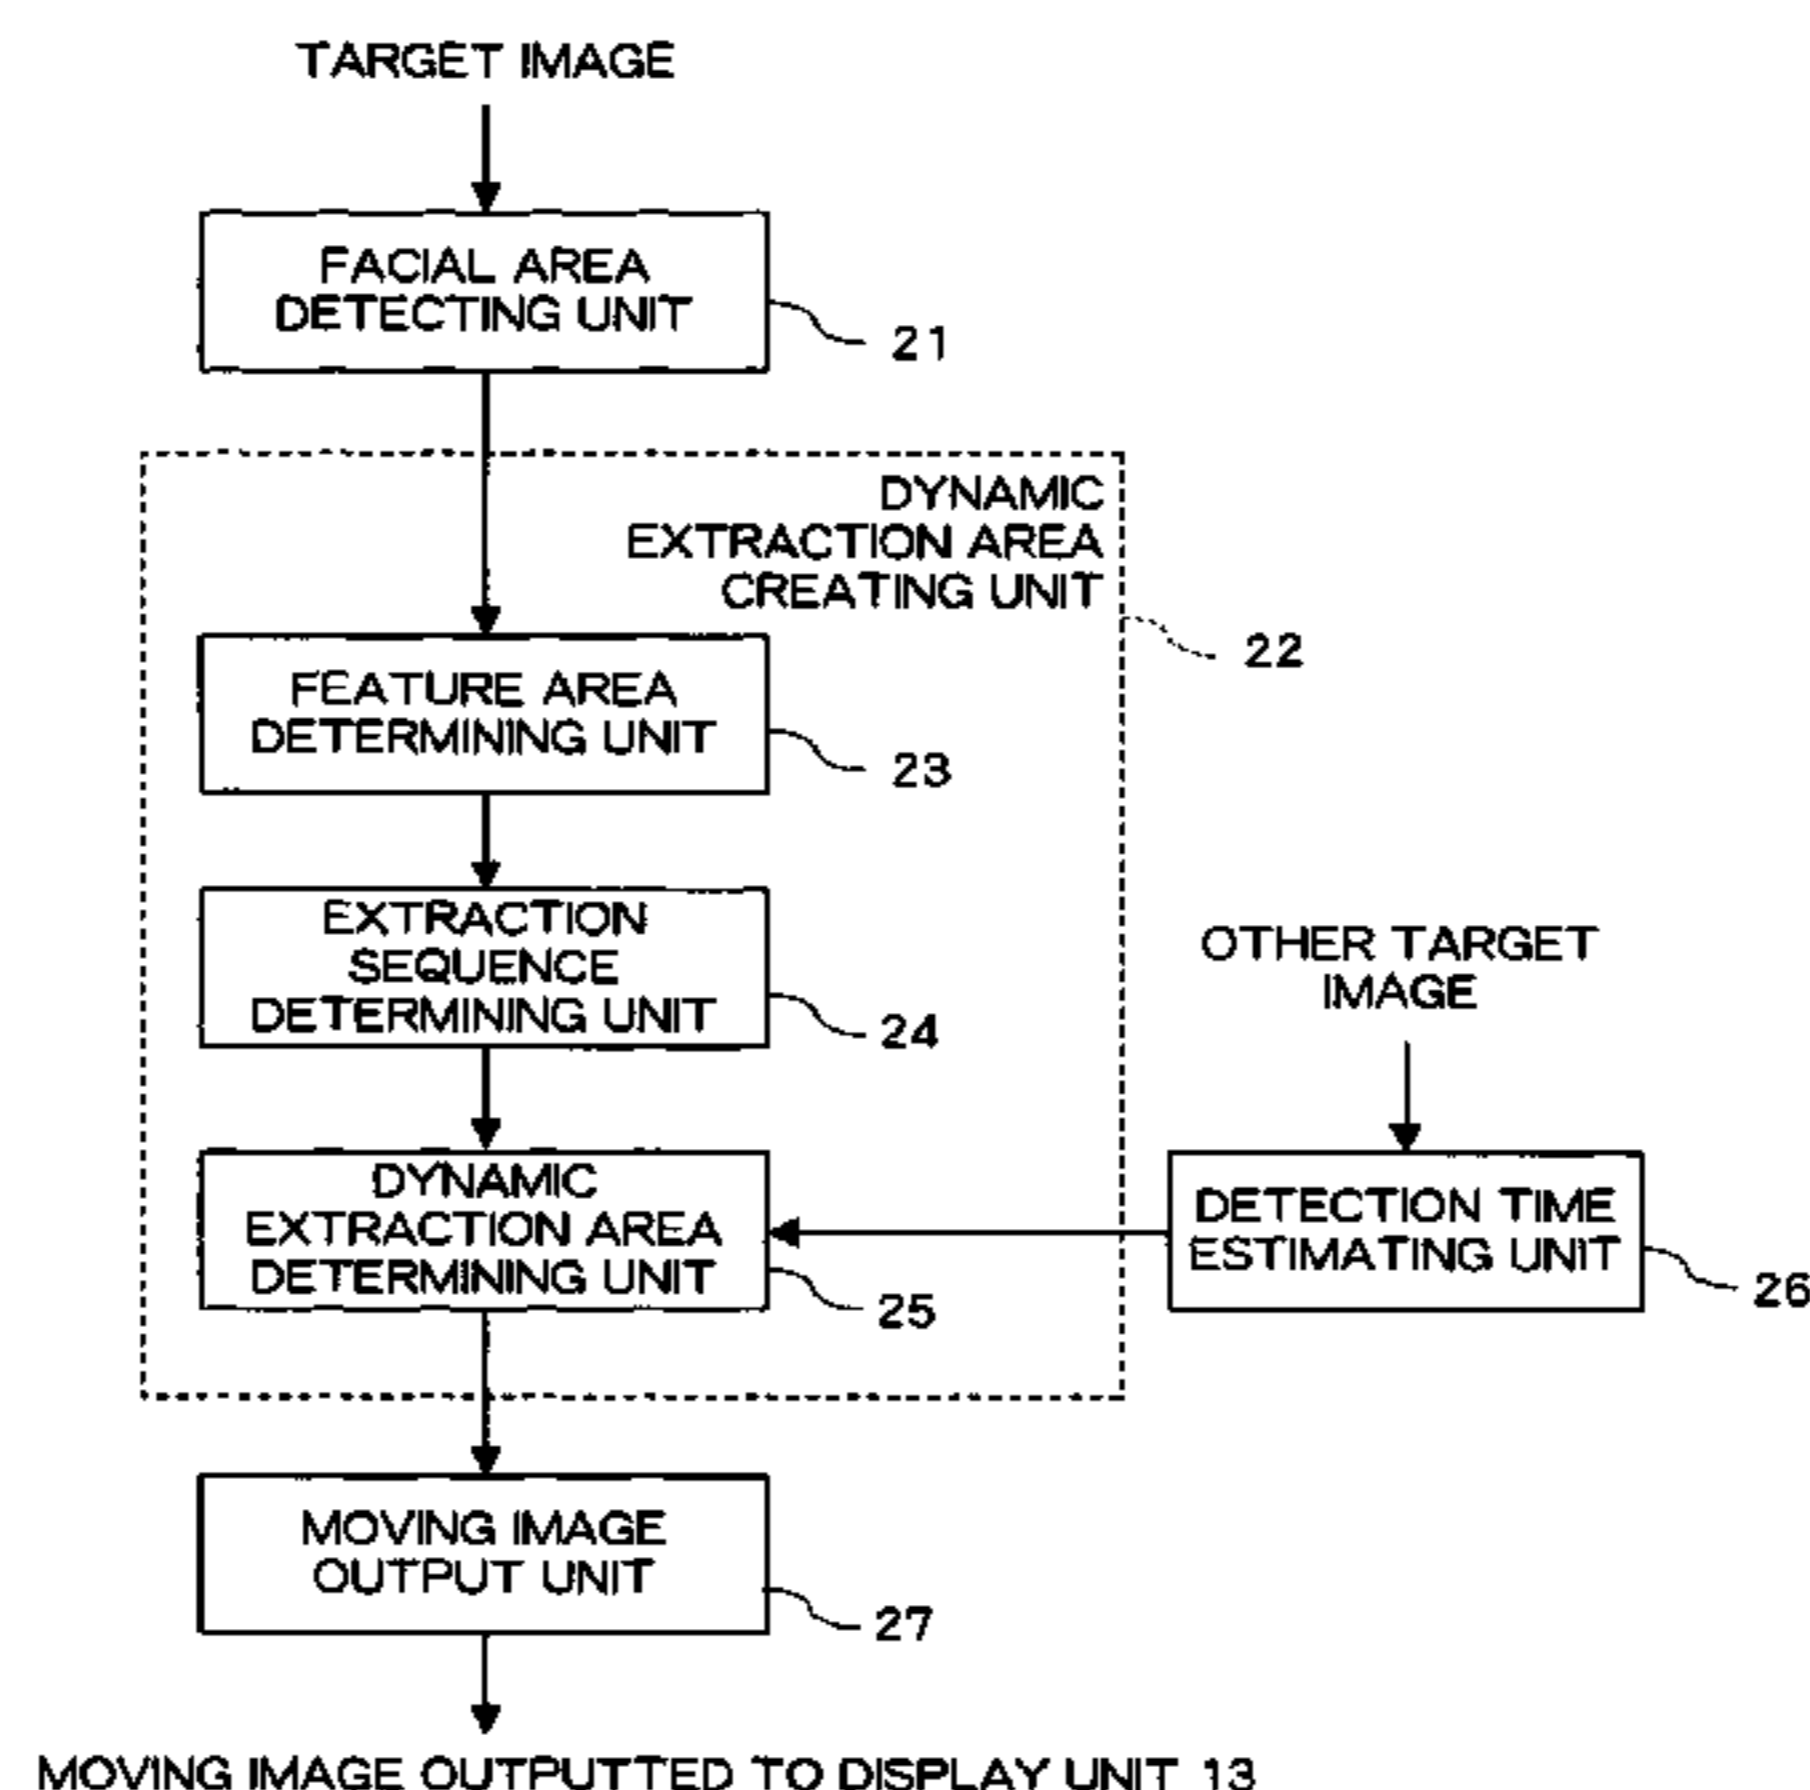 TARGET IMAGE
FACIAL AREA
DETECTING UNIT
21
DYNAMIC
EXTRACTION AREA
CREATING UNIT
22
FEATURE AREA
DETERMINING UNIT
23
EXTRACTION
SEQUENCE
DETERMINING UNIT
24
OTHER TARGET
IMAGE
DYNAMIC
EXTRACTION AREA
DETERMINING UNIT
25
DETECTION TIME
ESTIMATING UNIT
26
MOVING IMAGE
OUTPUT UNIT
27
MOVING IMAGE OUTPUTTED TO DISPLAY UNIT 13